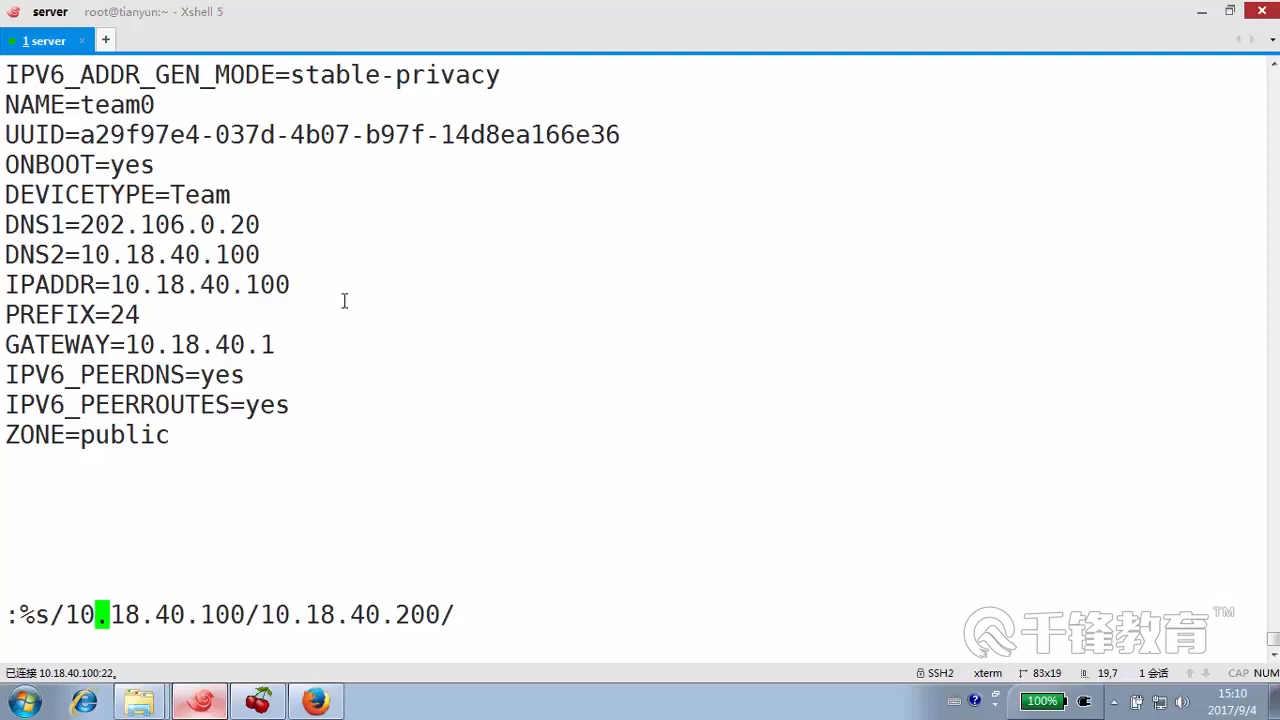 server root@tianyun:~ - Xshell 5
1 server
IPV6_ADDR_GEN_MODE=stable-privacy
NAME=team0
UUID=a29f97e4-037d-4b07-b97f-14d8ea166e36
ONBOOT=yes
DEVICETYPE=Team
DNS1=202.106.0.20
DNS2=10.18.40.100
IPADDR=10.18.40.100
PREFIX=24
GATEWAY=10.18.40.1
IPV6_PEERDNS=yes
IPV6_PEERROUTES=yes
ZONE=public
:%s/10.18.40.100/10.18.40.200/
千锋教育™
已连接 10.18.40.100:22。 SSH2 xterm 83x19 19,7 1 会话 CAP NUM
100% 15:10
2017/9/4